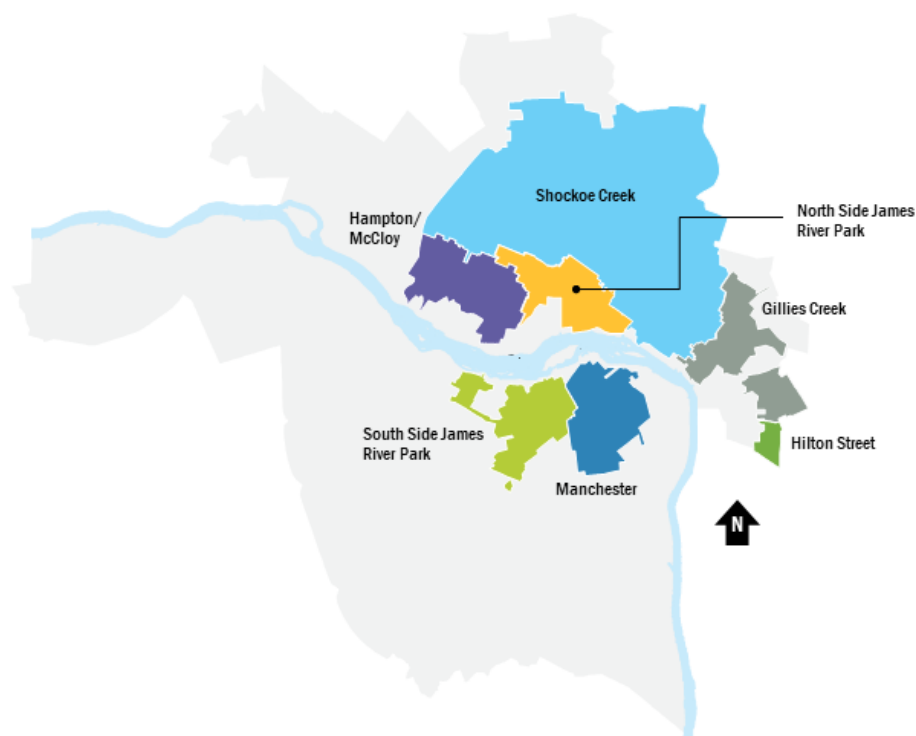 Shockoe Creek
North Side James
River Park
Hampton/
McCloy
Gillies Creek
South Side James
River Park
Hilton Street
Manchester
N